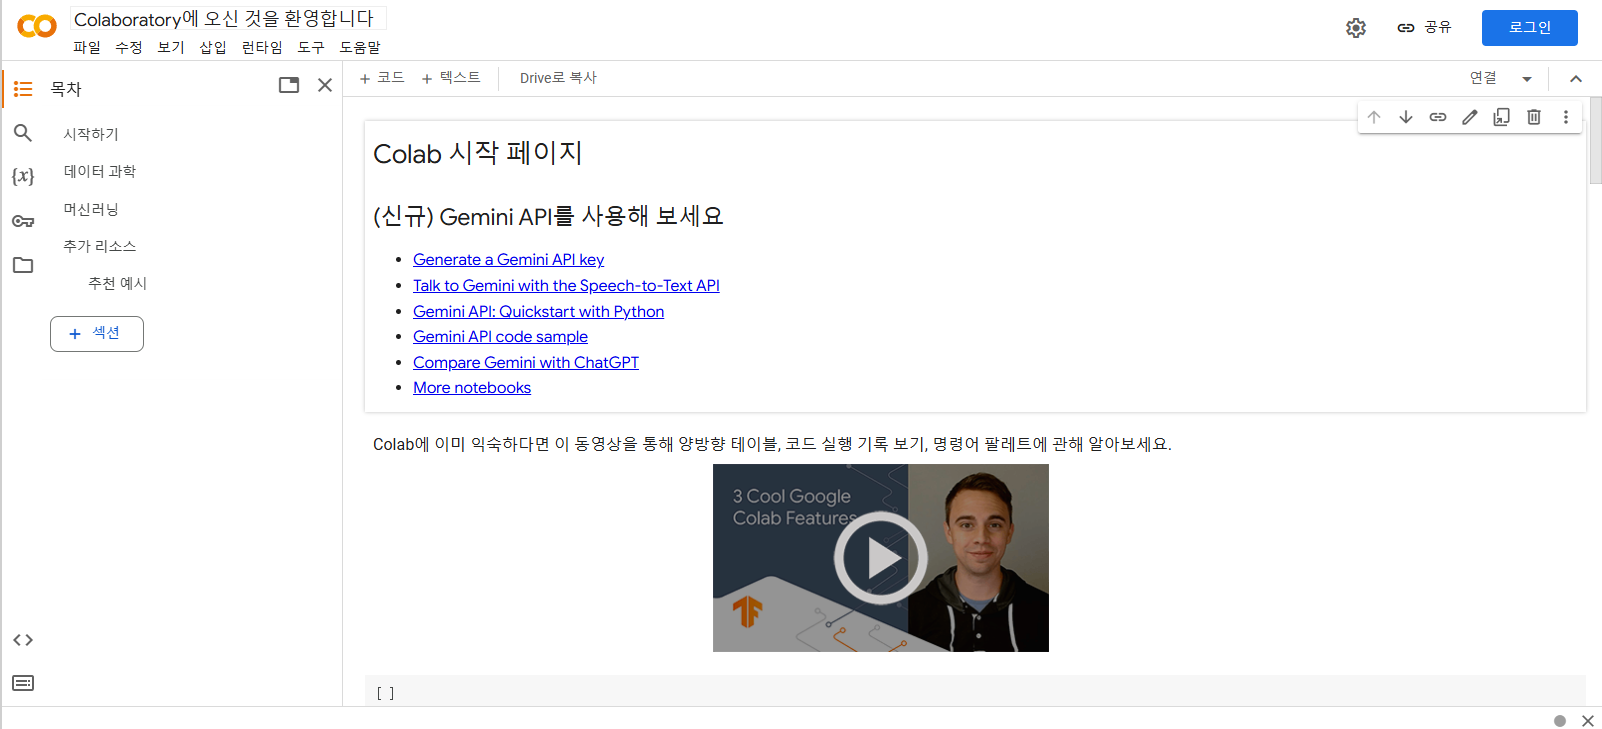 Colaboratory에 오신 것을 환영합니다
파일 수정 보기 삽입 런타임 도구 도움말
공유
로그인
목차
시작하기
데이터 과학
머신러닝
추가 리소스
추천 예시
+ 섹션
+ 코드 + 텍스트 Drive로 복사
연결
Colab 시작 페이지
(신규) Gemini API를 사용해 보세요
• Generate a Gemini API key
• Talk to Gemini with the Speech-to-Text API
• Gemini API: Quickstart with Python
• Gemini API code sample
• Compare Gemini with ChatGPT
• More notebooks
Colab에 이미 익숙하다면 이 동영상을 통해 양방향 테이블, 코드 실행 기록 보기, 명령어 팔레트에 관해 알아보세요.
3 Cool Google
Colab Features
[ ]